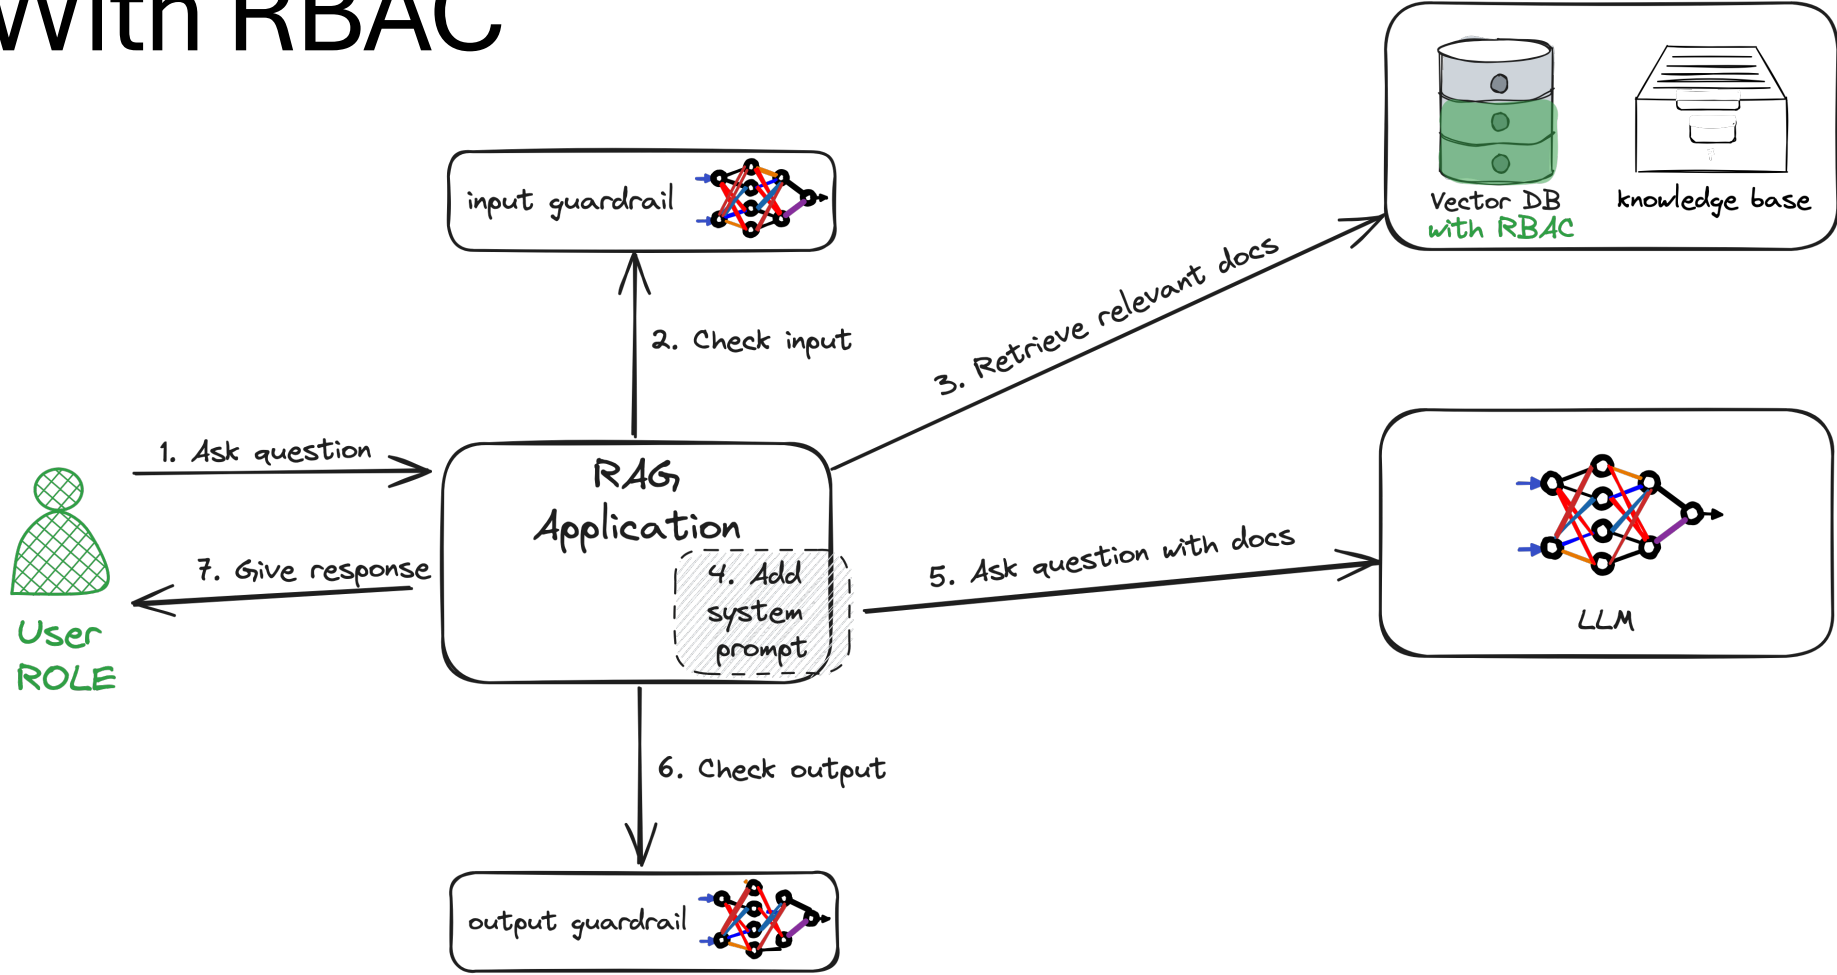 With RBAC
input guardrail
Vector DB
with RBAC
knowledge base
2. Check input
3. Retrieve relevant docs
1. Ask question
RAG
Application
7. Give response
4. Add
system
prompt
5. Ask question with docs
LLM
User
ROLE
6. Check output
output guardrail